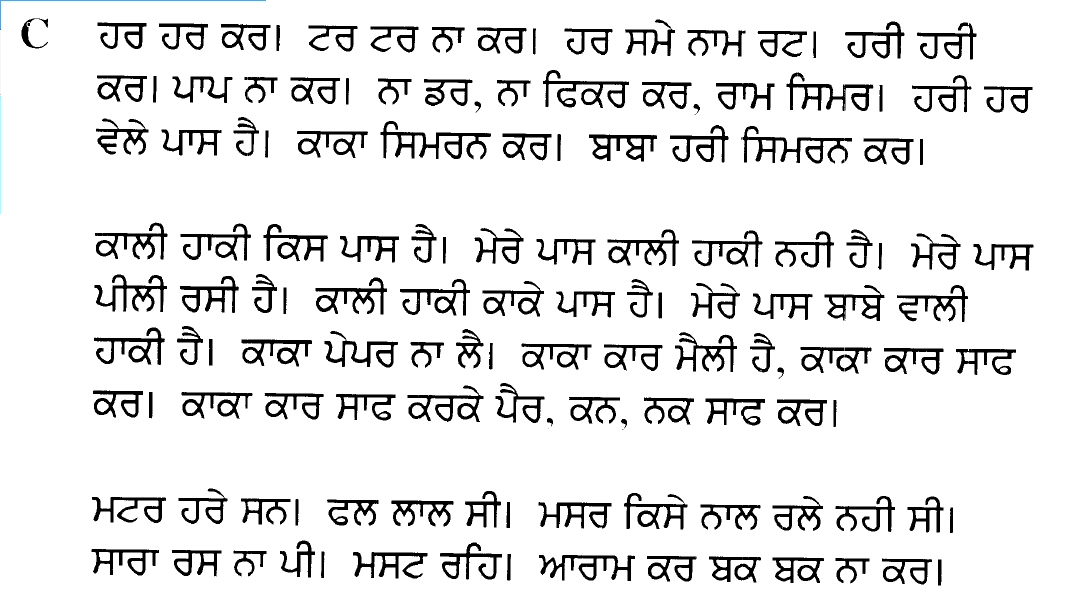 C ਹਰ ਹਰ ਕਰ। ਟਰ ਟਰ ਨਾ ਕਰ। ਹਰ ਸਮੇ ਨਾਮ ਰਟ। ਹਰੀ ਹਰੀ
ਕਰ। ਪਾਪ ਨਾ ਕਰ। ਨਾ ਡਰ, ਨਾ ਫਿਕਰ ਕਰ, ਰਾਮ ਸਿਮਰ। ਹਰੀ ਹਰ
ਵੇਲੇ ਪਾਸ ਹੈ। ਕਾਕਾ ਸਿਮਰਨ ਕਰ। ਬਾਬਾ ਹਰੀ ਸਿਮਰਨ ਕਰ।
ਕਾਲੀ ਹਾਕੀ ਕਿਸ ਪਾਸ ਹੈ। ਮੇਰੇ ਪਾਸ ਕਾਲੀ ਹਾਕੀ ਨਹੀ ਹੈ। ਮੇਰੇ ਪਾਸ
ਪੀਲੀ ਰਸੀ ਹੈ। ਕਾਲੀ ਹਾਕੀ ਕਾਕੇ ਪਾਸ ਹੈ। ਮੇਰੇ ਪਾਸ ਬਾਬੇ ਵਾਲੀ
ਹਾਕੀ ਹੈ। ਕਾਕਾ ਪੇਪਰ ਨਾ ਲੈ। ਕਾਕਾ ਕਾਰ ਮੈਲੀ ਹੈ, ਕਾਕਾ ਕਾਰ ਸਾਫ
ਕਰ। ਕਾਕਾ ਕਾਰ ਸਾਫ ਕਰਕੇ ਪੈਰ, ਕਨ, ਨਕ ਸਾਫ ਕਰ।
ਮਟਰ ਹਰੇ ਸਨ। ਫਲ ਲਾਲ ਸੀ। ਮਸਰ ਕਿਸੇ ਨਾਲ ਰਲੇ ਨਹੀ ਸੀ।
ਸਾਰਾ ਰਸ ਨਾ ਪੀ। ਮਸਟ ਰਹਿ। ਆਰਾਮ ਕਰ ਬਕ ਬਕ ਨਾ ਕਰ।